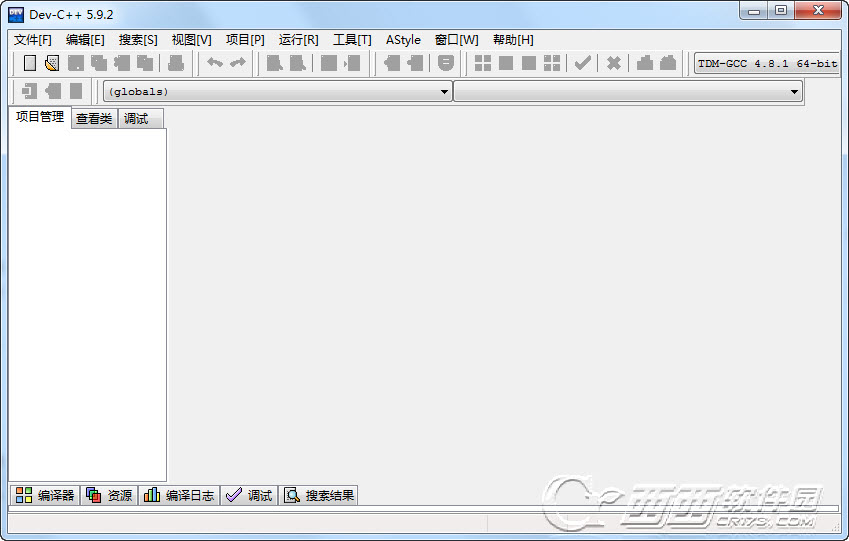 Dev-C++ 5.9.2
文件[F] 编辑[E] 搜索[S] 视图[V] 项目[P] 运行[R] 工具[T] AStyle 窗口[W] 帮助[H]
TDM-GCC 4.8.1 64-bit
(globals)
项目管理 查看类 调试
编译器 资源 编译日志 调试 搜索结果
西西软件园
CR173.COM